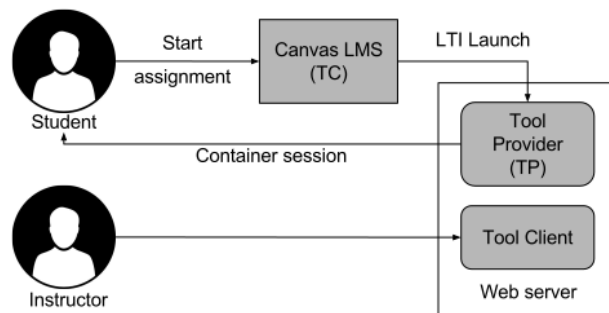 Start
assignment
Canvas LMS
(TC)
LTI Launch
Student
Tool
Provider
(TP)
Container session
Tool Client
Instructor
Web server